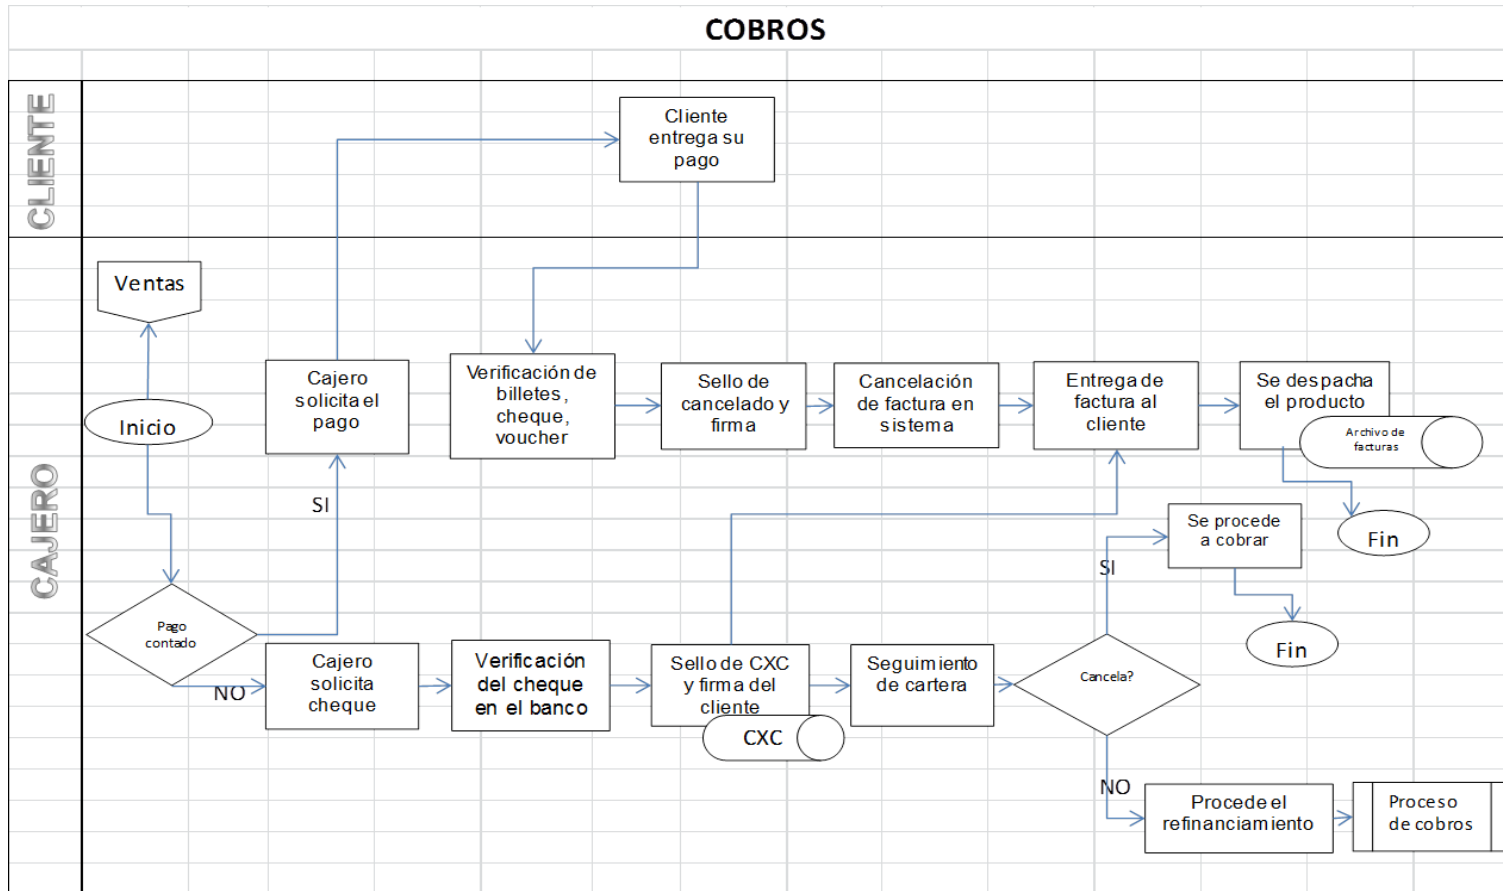 COBROS
CLIENTE
Cliente
entrega su
pago
CAJERO
Ventas
Inicio
Cajero
solicita el
pago
Verificación de
billetes,
cheque,
voucher
Sello de
cancelado y
firma
Cancelación
de factura en
sistema
Entrega de
factura al
cliente
Se despacha
el producto
Archivo de
facturas
SI
Fin
Se procede
a cobrar
SI
Fin
Pago
contado
NO
Cajero
solicita
cheque
Verificación
del cheque
en el banco
Sello de CXC
y firma del
cliente
CXC
Seguimiento
de cartera
Cancela?
NO
Procede el
refinanciamiento
Proceso
de cobros